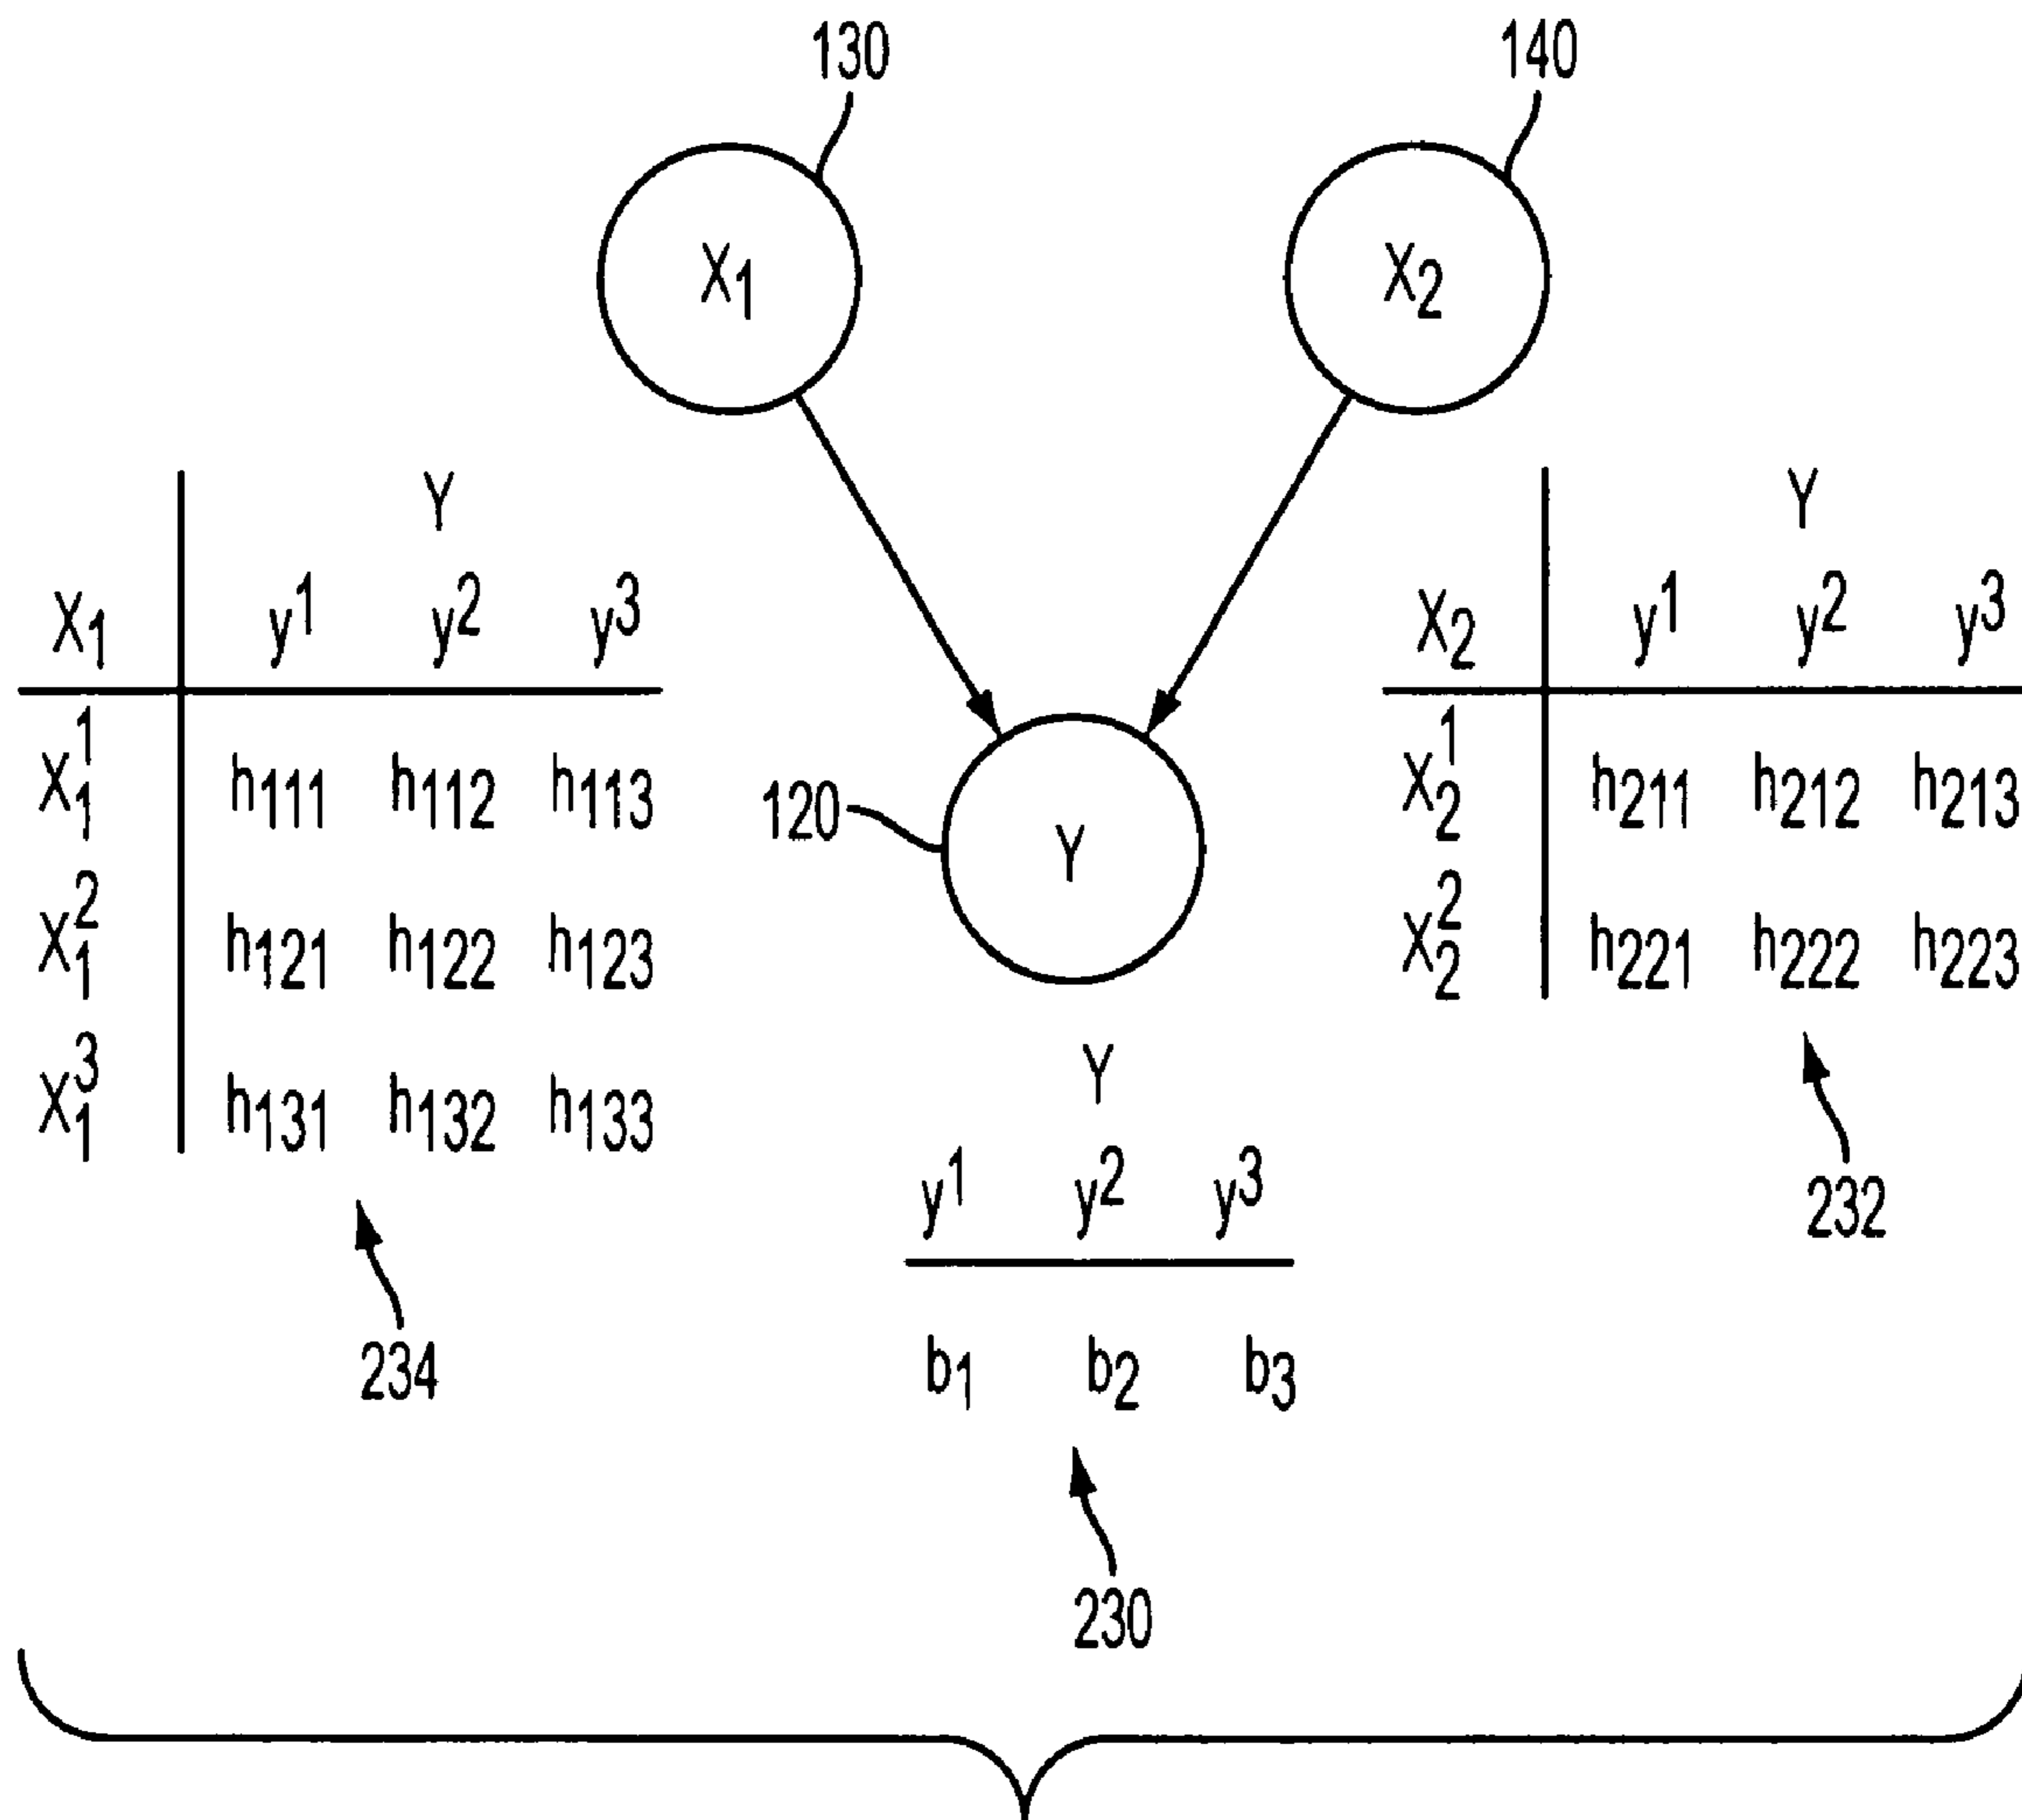 130 140
X₁ X₂
Y Y
X₁ y¹ y² y³ X₂ y¹ y² y³
X₁¹ h₁₁₁ h₁₁₂ h₁₁₃ X₂¹ h₂₁₁ h₂₁₂ h₂₁₃
120 Y
X₁² h₁₂₁ h₁₂₂ h₁₂₃ X₂² h₂₂₁ h₂₂₂ h₂₂₃
X₁³ h₁₃₁ h₁₃₂ h₁₃₃
Y
y¹ y² y³
232
b₁ b₂ b₃
234
230